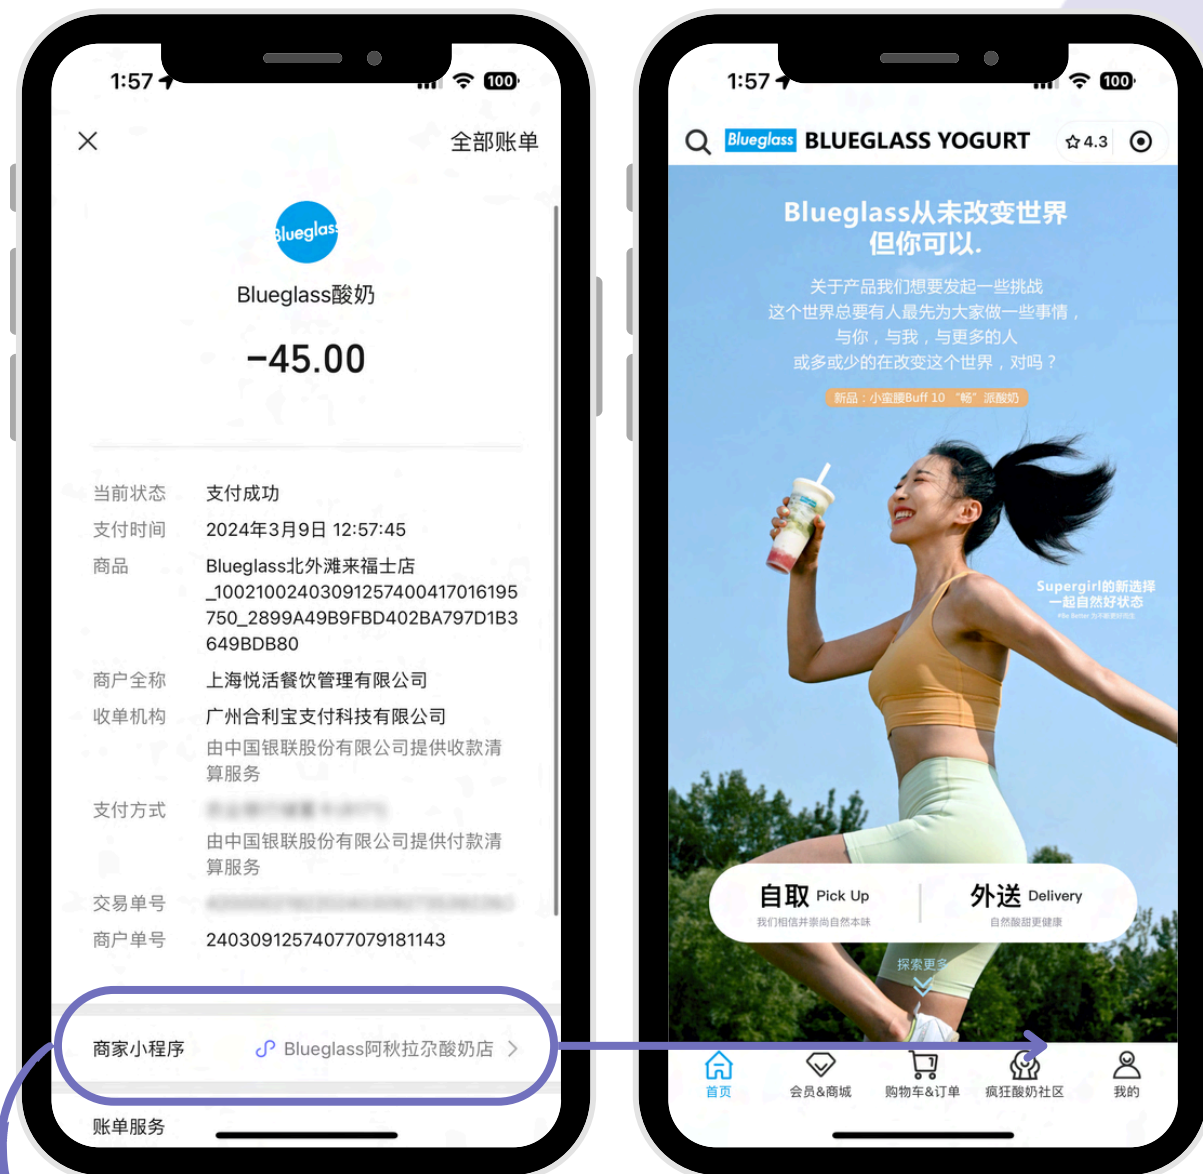 1:57
100
全部账单
Blueglass
Blueglass酸奶
-45.00
当前状态 支付成功
支付时间 2024年3月9日 12:57:45
商品 Blueglass北外滩来福士店
_100210024030912574004170161​95
750_2899A49B9FBD402BA797D1B3
649BDB80
商户全称 上海悦活餐饮管理有限公司
收单机构 广州合利宝支付科技有限公司
由中国银联股份有限公司提供收款清
算服务
支付方式
由中国银联股份有限公司提供付款清
算服务
交易单号
商户单号 24030912574077079181143
商家小程序 Blueglass阿秋拉尕酸奶店
账单服务
1:57
100
Blueglass BLUEGLASS YOGURT 4.3
Blueglass从未改变世界
但你可以.
关于产品我们想要发起一些挑战
这个世界总要有人最先为大家做一些事情，
与你，与我，与更多的人
或多或少的在改变这个世界，对吗？
新品：小蛮腰Buff 10 “畅”派酸奶
Supergirl的新选择
一起自然好状态
自取 Pick Up
我们相信并崇尚自然本味
外送 Delivery
自然酸甜更健康
探索更多
首页 会员&商城 购物车&订单 疯狂酸奶社区 我的